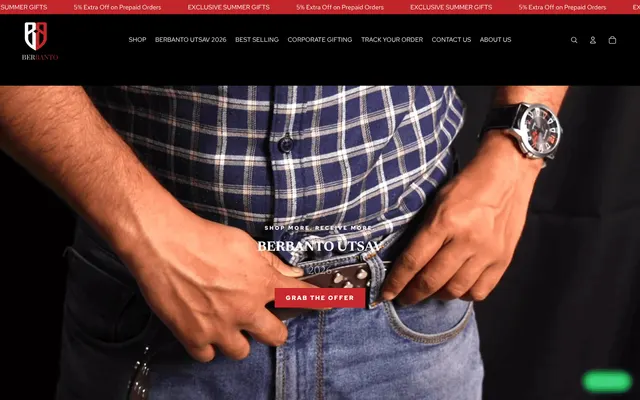 SUMMER GIFTS 5% Extra Off on Prepaid Orders EXCLUSIVE SUMMER GIFTS 5% Extra Off on Prepaid Orders EXCLUSIVE SUMMER GIFTS 5% Extra Off on Prepaid Orders
BERBANTO
SHOP BERBANTO UTSAV 2026 BEST SELLING CORPORATE GIFTING TRACK YOUR ORDER CONTACT US ABOUT US
SHOP MORE. RECEIVE MORE
BERBANTO UTSAV
2026
GRAB THE OFFER